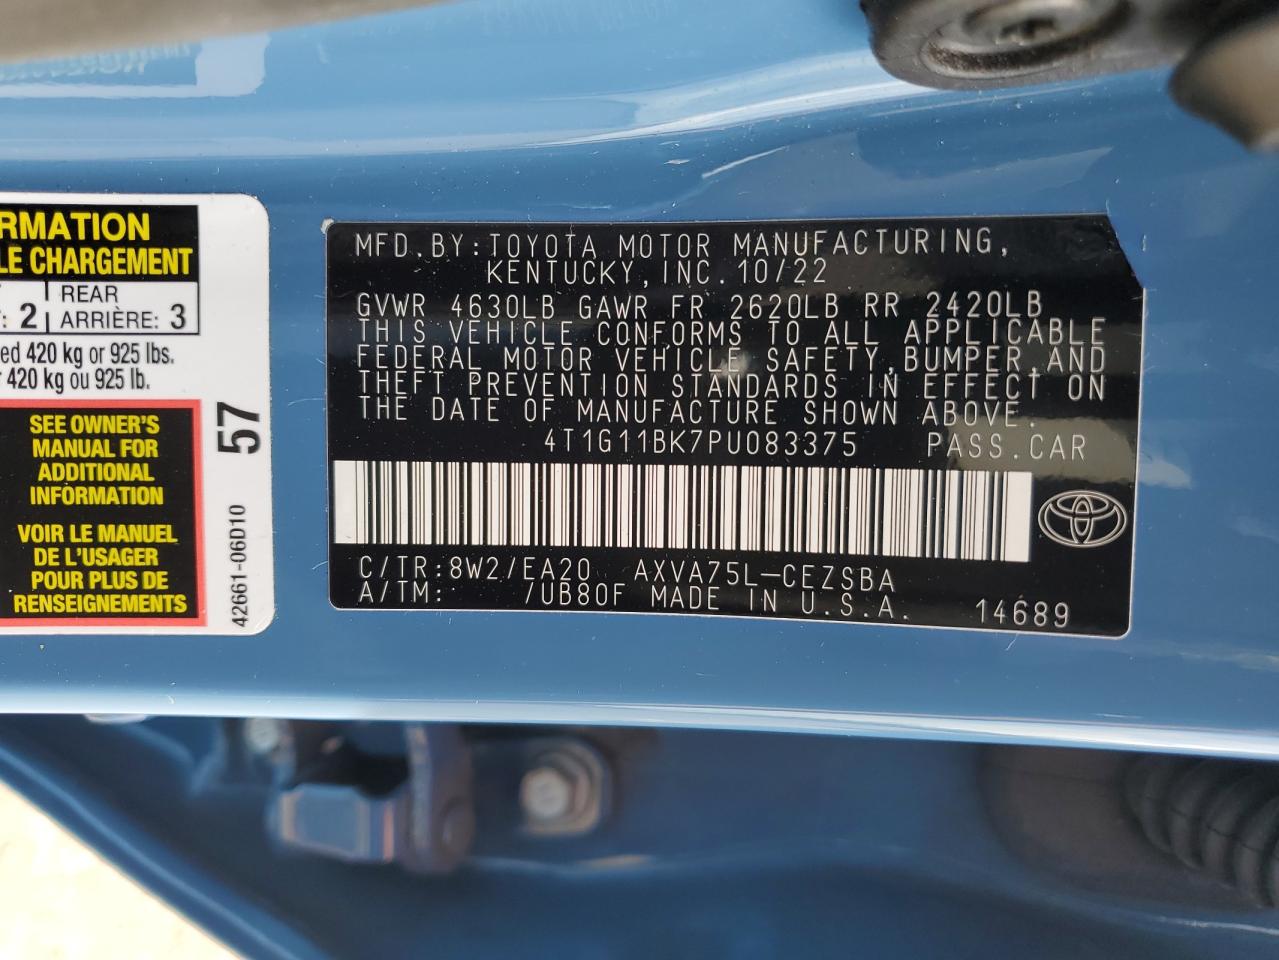 RMATION
LE CHARGEMENT
: 2 REAR
ARRIÈRE: 3
ed 420 kg or 925 lbs.
420 kg ou 925 lb.
SEE OWNER'S
MANUAL FOR
ADDITIONAL
INFORMATION
VOIR LE MANUEL
DE L'USAGER
POUR PLUS DE
RENSEIGNEMENTS
57
42661-06D10
MFD.BY:TOYOTA MOTOR MANUFACTURING,
KENTUCKY,INC.10/22
GVWR 4630LB GAWR FR 2620LB RR 2420LB
THIS VEHICLE CONFORMS TO ALL APPLICABLE
FEDERAL MOTOR VEHICLE SAFETY,BUMPER,AND
THEFT PREVENTION STANDARDS IN EFFECT ON
THE DATE OF MANUFACTURE SHOWN ABOVE.
4T1G11BK7PU083375 PASS.CAR
C/TR:8W2/EA20 AXVA75L-CEZSBA
A/TM: /UB80F MADE IN U.S.A. 14689